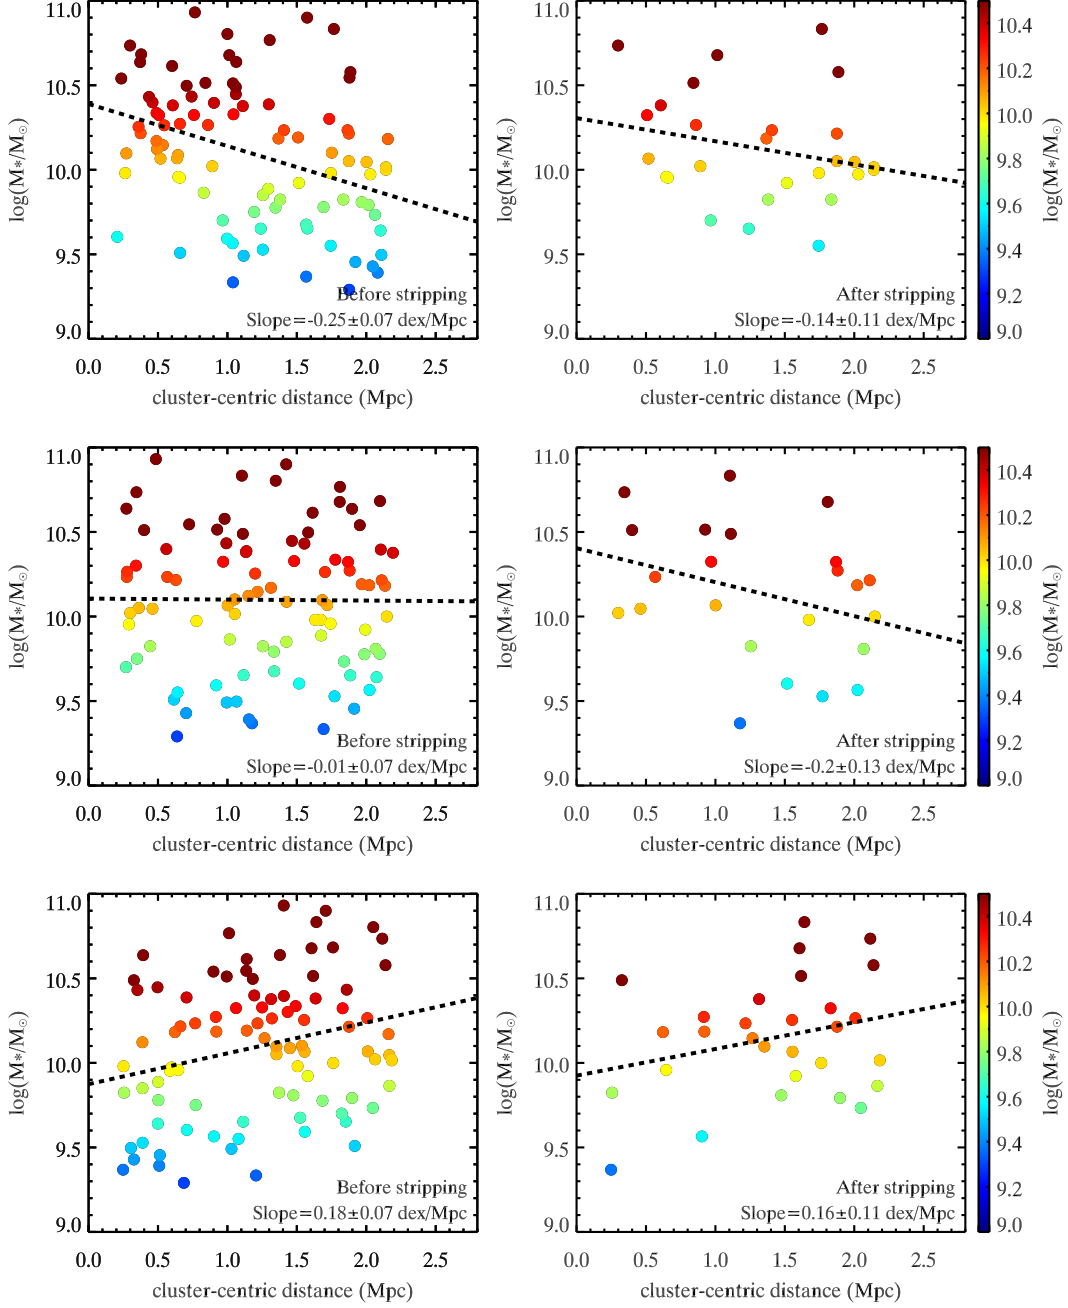 11.0
10.5
10.0
9.5
9.0
log(M*/M☉)
0.0 0.5 1.0 1.5 2.0 2.5
cluster-centric distance (Mpc)
Before stripping
Slope=-0.25±0.07 dex/Mpc
11.0
10.5
10.0
9.5
9.0
log(M*/M☉)
0.0 0.5 1.0 1.5 2.0 2.5
cluster-centric distance (Mpc)
After stripping
Slope=-0.14±0.11 dex/Mpc
10.4
10.2
10.0
9.8
9.6
9.4
9.2
9.0
log(M*/M☉)
11.0
10.5
10.0
9.5
9.0
log(M*/M☉)
0.0 0.5 1.0 1.5 2.0 2.5
cluster-centric distance (Mpc)
Before stripping
Slope=-0.01±0.07 dex/Mpc
11.0
10.5
10.0
9.5
9.0
log(M*/M☉)
0.0 0.5 1.0 1.5 2.0 2.5
cluster-centric distance (Mpc)
After stripping
Slope=-0.2±0.13 dex/Mpc
10.4
10.2
10.0
9.8
9.6
9.4
9.2
9.0
log(M*/M☉)
11.0
10.5
10.0
9.5
9.0
log(M*/M☉)
0.0 0.5 1.0 1.5 2.0 2.5
cluster-centric distance (Mpc)
Before stripping
Slope=0.18±0.07 dex/Mpc
11.0
10.5
10.0
9.5
9.0
log(M*/M☉)
0.0 0.5 1.0 1.5 2.0 2.5
cluster-centric distance (Mpc)
After stripping
Slope=0.16±0.11 dex/Mpc
10.4
10.2
10.0
9.8
9.6
9.4
9.2
9.0
log(M*/M☉)